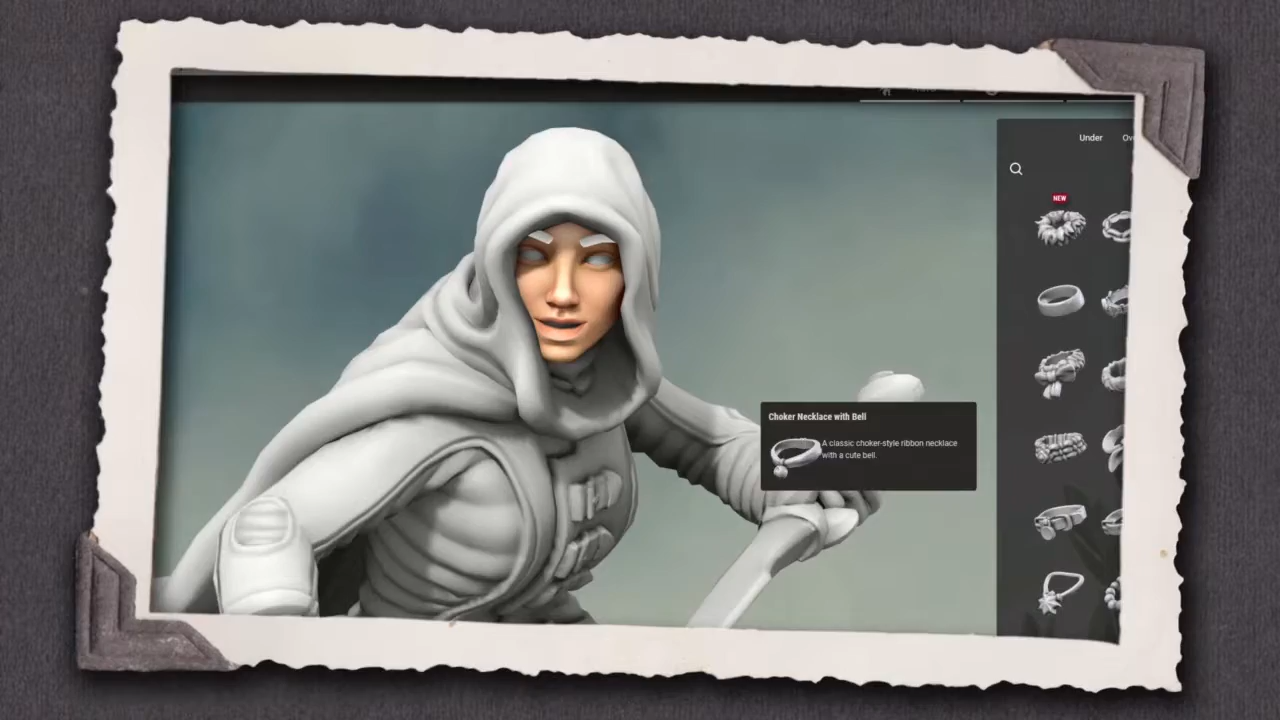 Under
NEW
Choker Necklace with Bell
A classic choker-style ribbon necklace
with a cute bell.